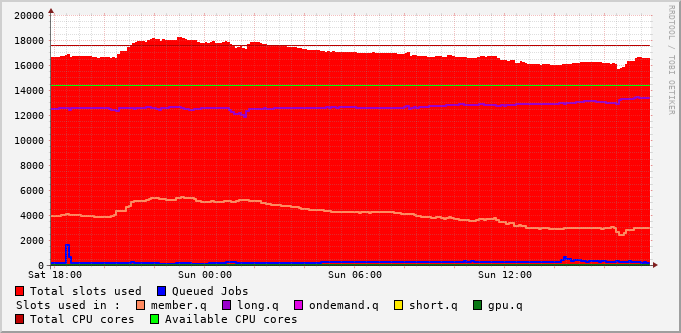 20000
18000
16000
14000
12000
10000
8000
6000
4000
2000
0
Sat 18:00 Sun 00:00 Sun 06:00 Sun 12:00
Total slots used Queued Jobs
Slots used in : member.q long.q ondemand.q short.q gpu.q
Total CPU cores Available CPU cores
RRDTOOL / TOBI OETIKER